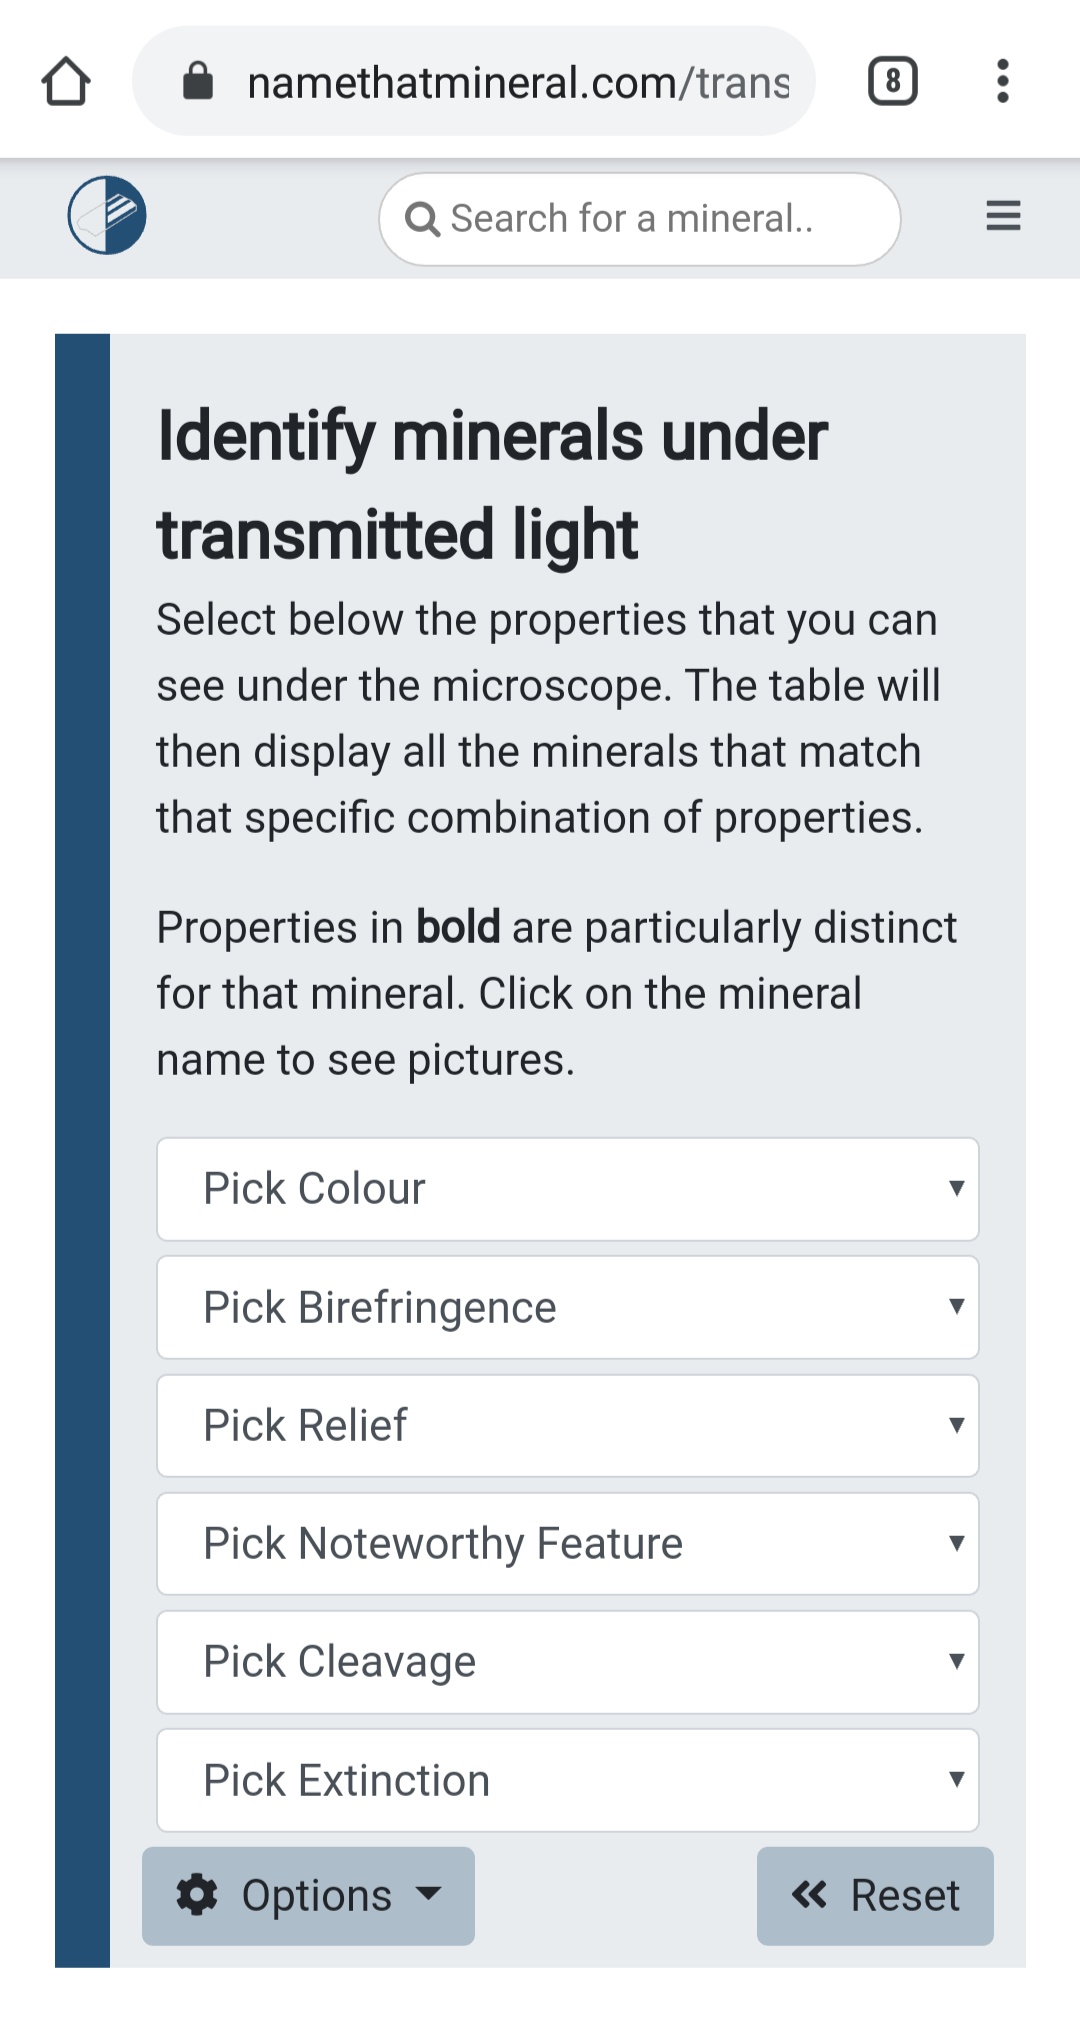 namethatmineral.com/trans
8
Search for a mineral..
Identify minerals under
transmitted light
Select below the properties that you can
see under the microscope. The table will
then display all the minerals that match
that specific combination of properties.
Properties in bold are particularly distinct
for that mineral. Click on the mineral
name to see pictures.
Pick Colour
Pick Birefringence
Pick Relief
Pick Noteworthy Feature
Pick Cleavage
Pick Extinction
Options
Reset